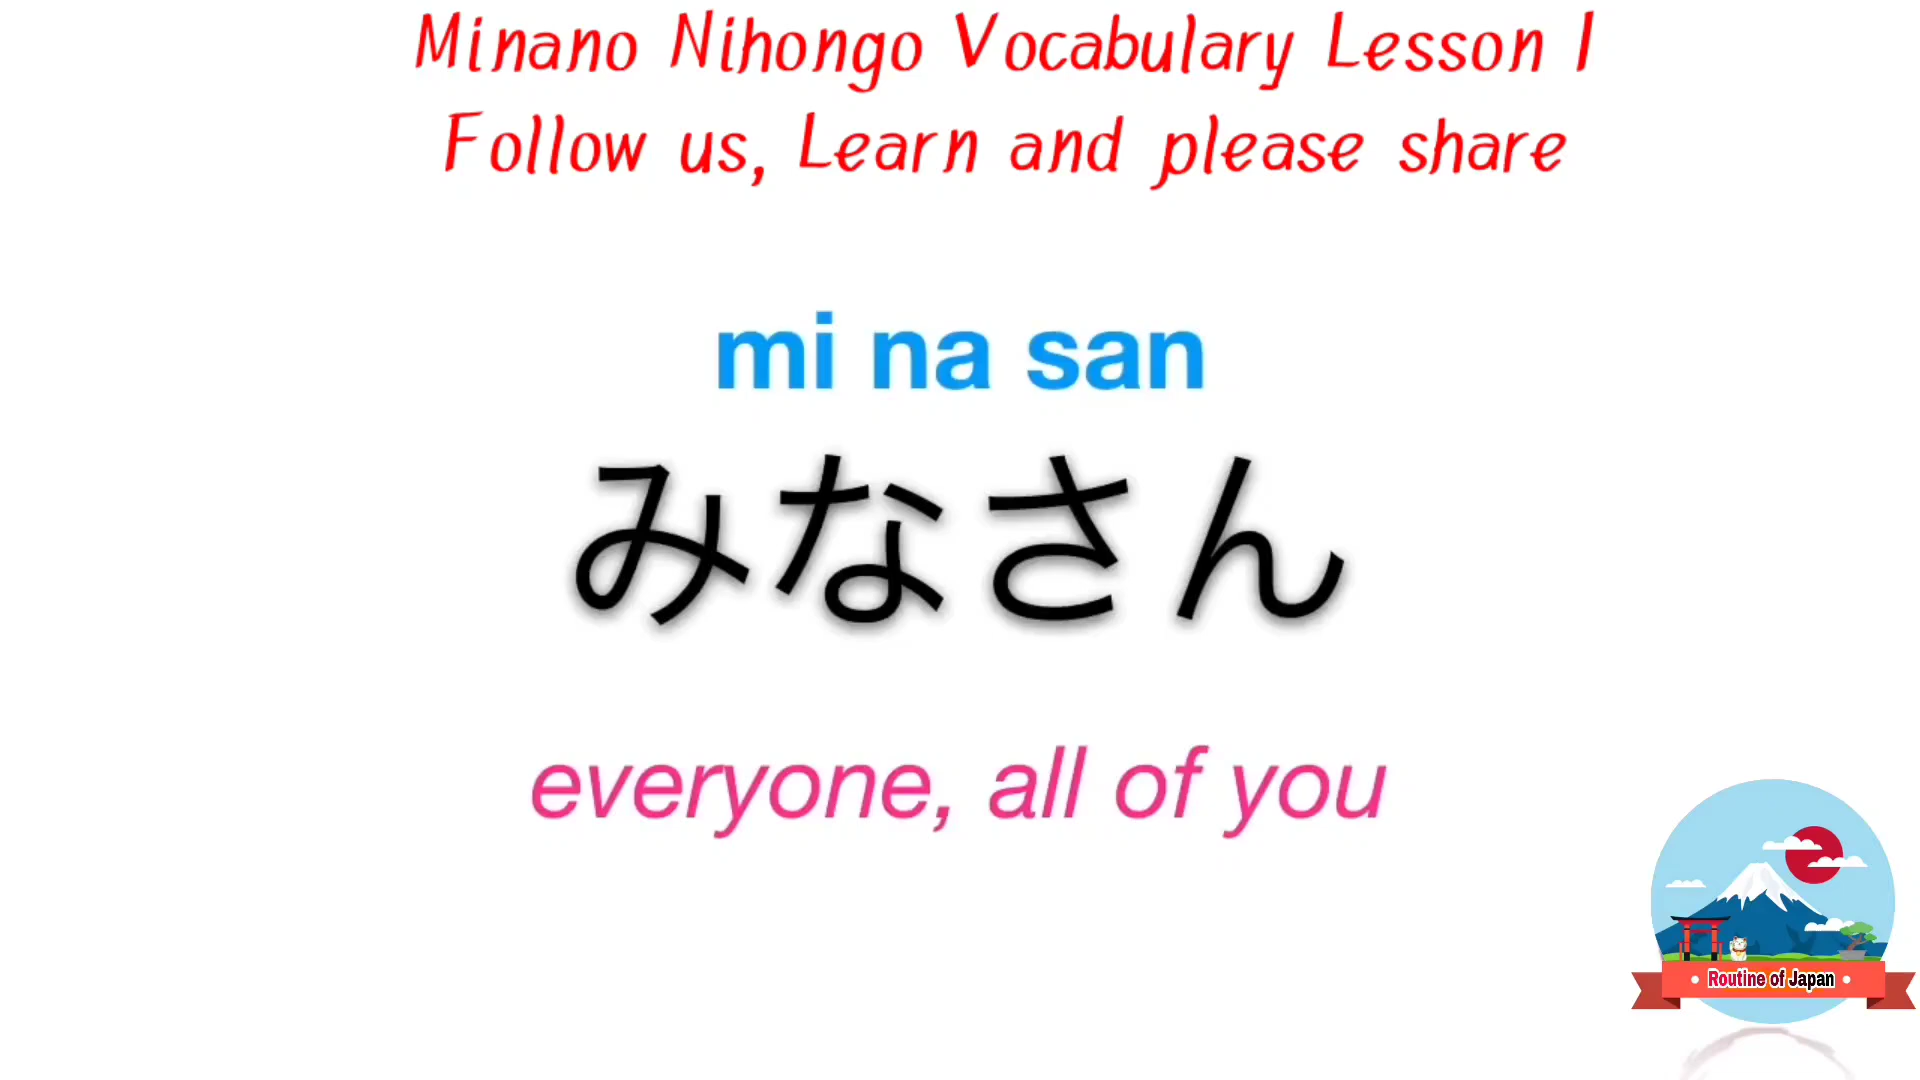 Minano Nihongo Vocabulary Lesson 1
Follow us, Learn and please share
mi na san
みなさん
everyone, all of you
Routine of Japan